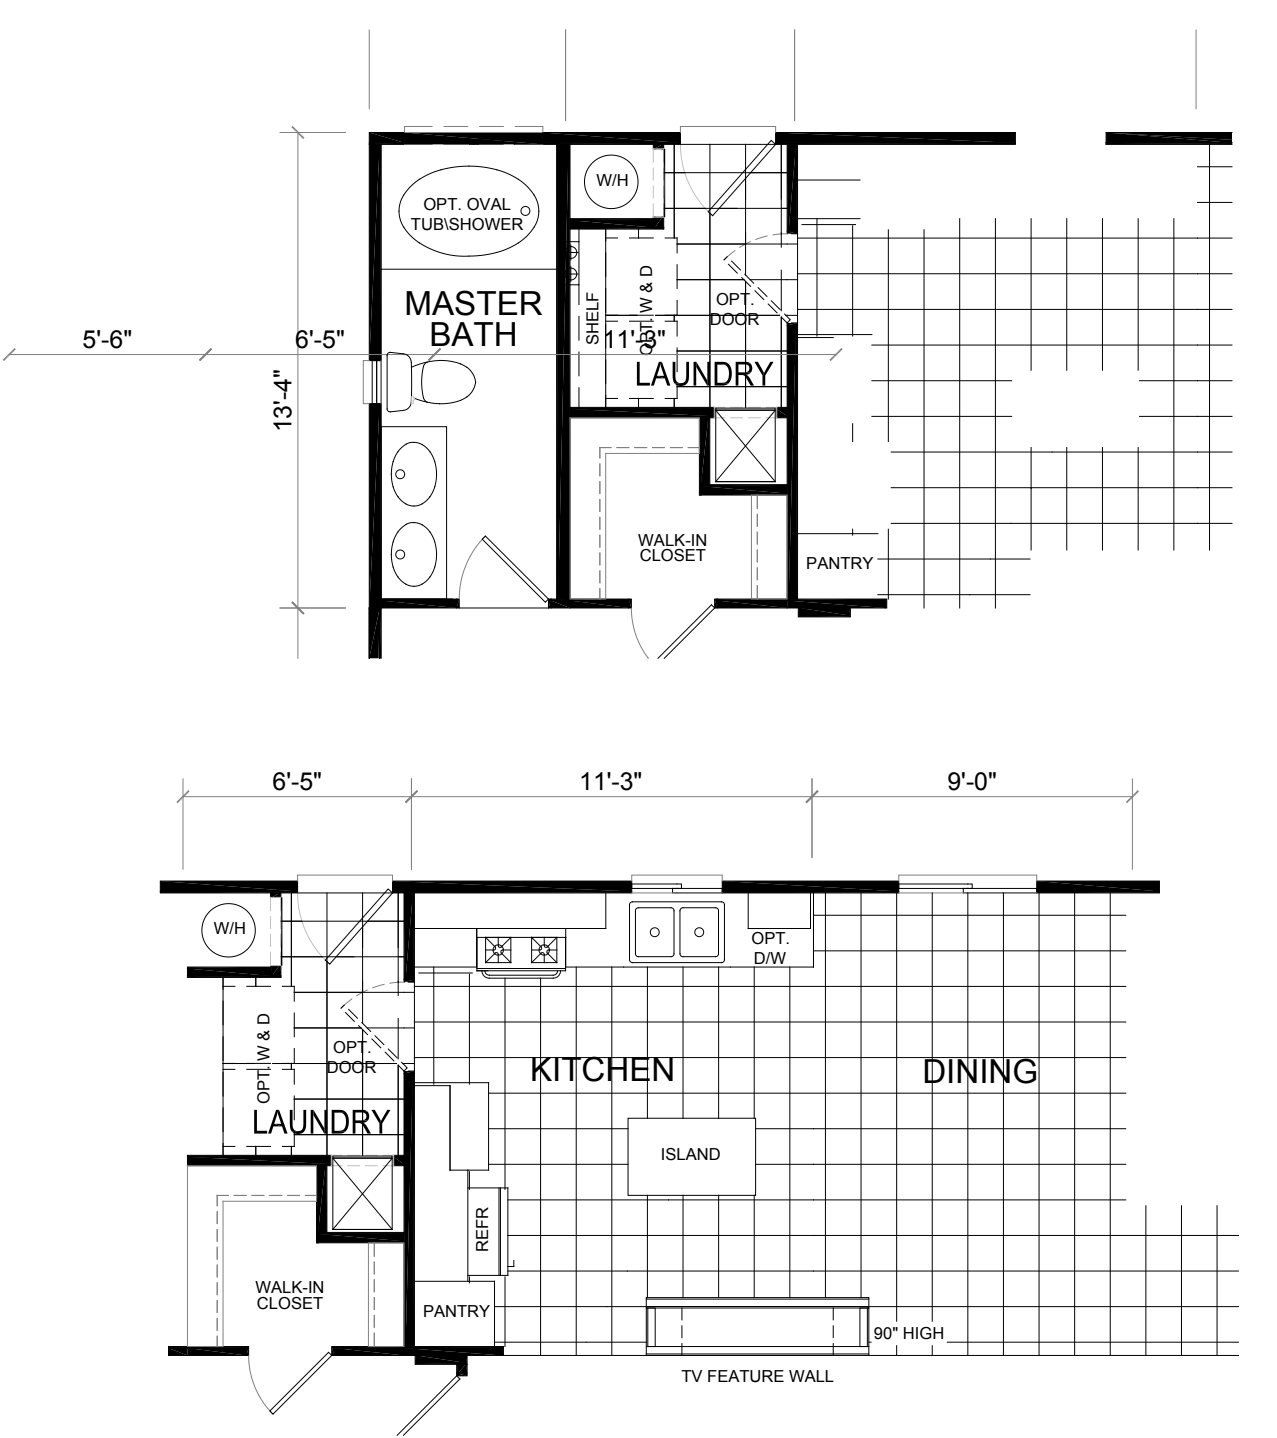 W/H
OPT. OVAL
TUB\SHOWER
MASTER
BATH
SHELF
OPT. W & D
OPT.
DOOR
5'-6"
6'-5"
11'-3"
LAUNDRY
13'-4"
WALK-IN
CLOSET
PANTRY
6'-5"
11'-3"
9'-0"
W/H
OPT.
D/W
OPT. W & D
OPT.
DOOR
KITCHEN
DINING
LAUNDRY
ISLAND
REFR
WALK-IN
CLOSET
PANTRY
90" HIGH
TV FEATURE WALL